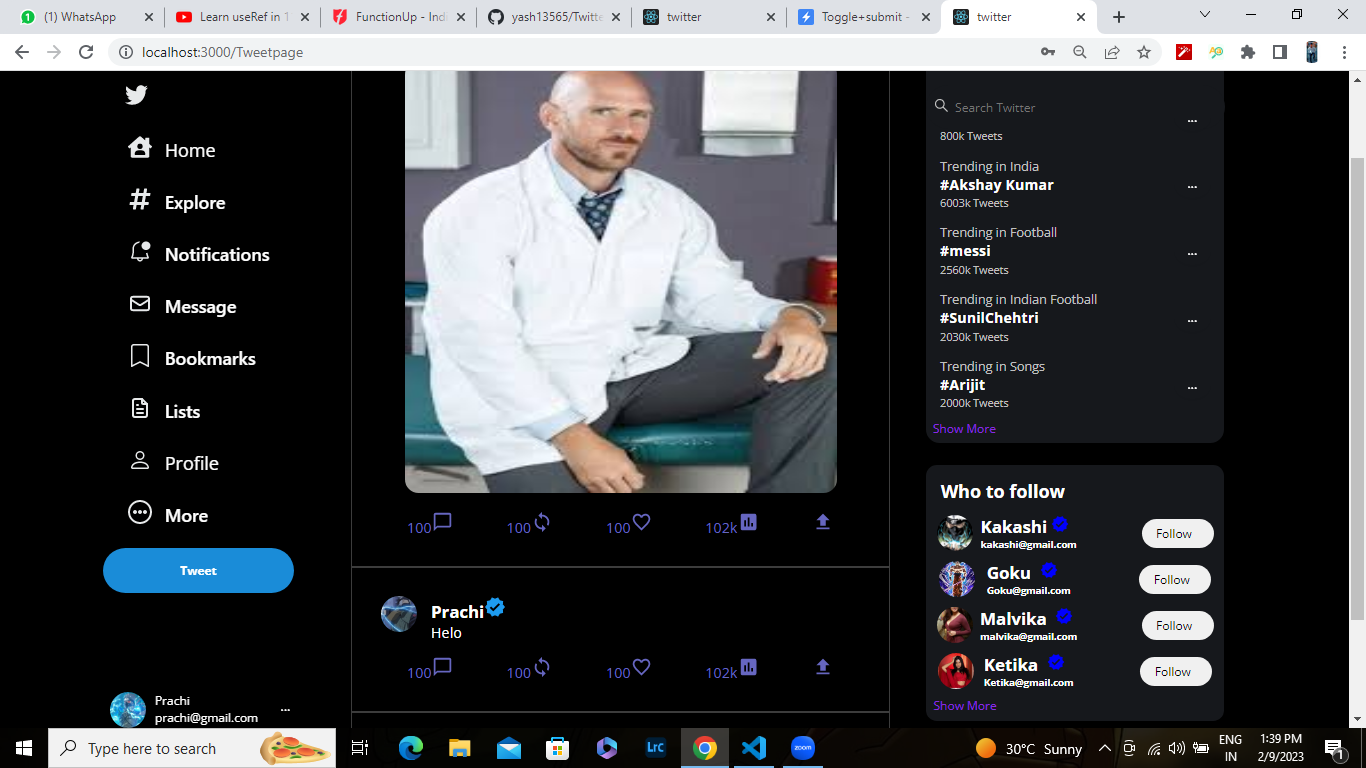 (1) WhatsApp
Learn useRef in 1
FunctionUp - Indi
yash13565/Twitte
twitter
Toggle+submit -
twitter
localhost:3000/Tweetpage
Home
Explore
Notifications
Message
Bookmarks
Lists
Profile
More
Tweet
Prachi
prachi@gmail.com
...
100
100
100
102k
Prachi
Helo
100
100
100
102k
Search Twitter
...
800k Tweets
Trending in India
#Akshay Kumar
...
6003k Tweets
Trending in Football
#messi
...
2560k Tweets
Trending in Indian Football
#SunilChehtri
...
2030k Tweets
Trending in Songs
#Arijit
...
2000k Tweets
Show More
Who to follow
Kakashi
kakashi@gmail.com
Follow
Goku
Goku@gmail.com
Follow
Malvika
malvika@gmail.com
Follow
Ketika
Ketika@gmail.com
Follow
Show More
Type here to search
Lrc
zoom
30°C Sunny
ENG
IN
1:39 PM
2/9/2023
1